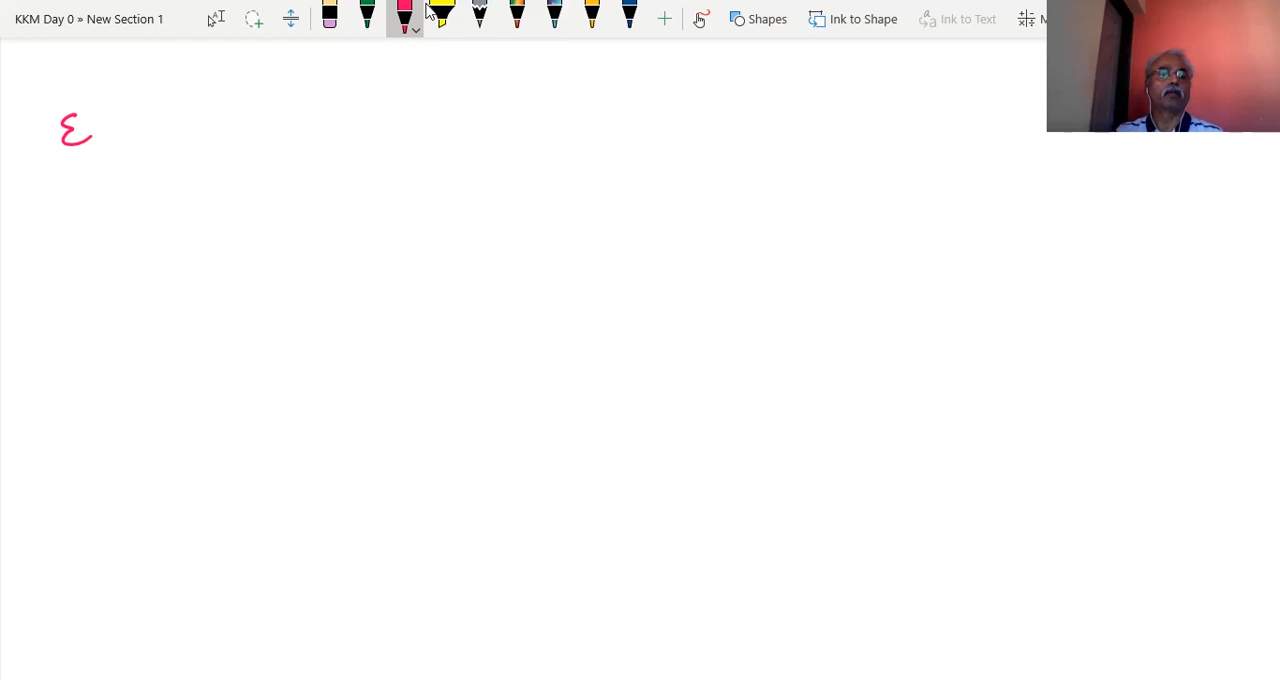 KKM Day 0 » New Section 1
Shapes
Ink to Shape
Ink to Text
ε